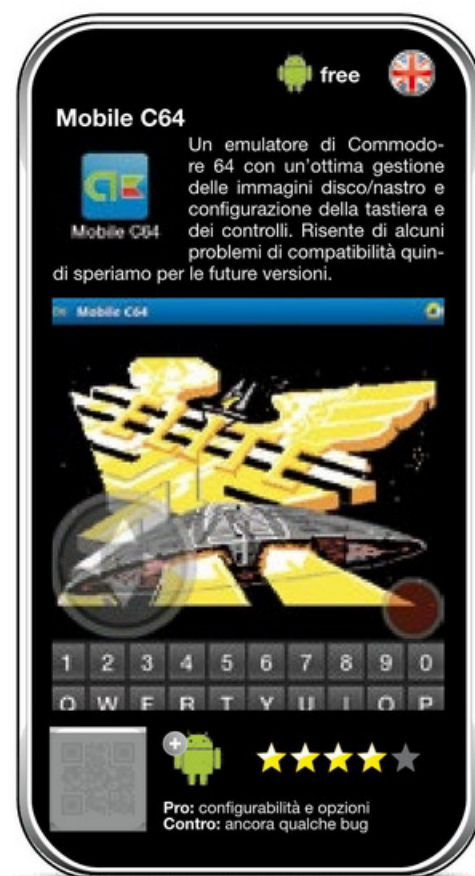 free
Mobile C64
Un emulatore di Commodo-
re 64 con un'ottima gestione
delle immagini disco/nastro e
configurazione della tastiera e
dei controlli. Risente di alcuni
problemi di compatibilità quin-
di speriamo per le future versioni.
Mobile C64
Mobile C64
ELITE
1 2 3 4 5 6 7 8 9 0
Q W E R T Y U I O P
Pro: configurabilità e opzioni
Contro: ancora qualche bug